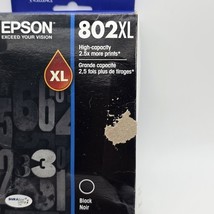 EPSON
EXCEED YOUR VISION
802XL
High-capacity
2.5x more prints*
Grande capacité
2,5 fois plus de tirages*
XL
Black
Noir